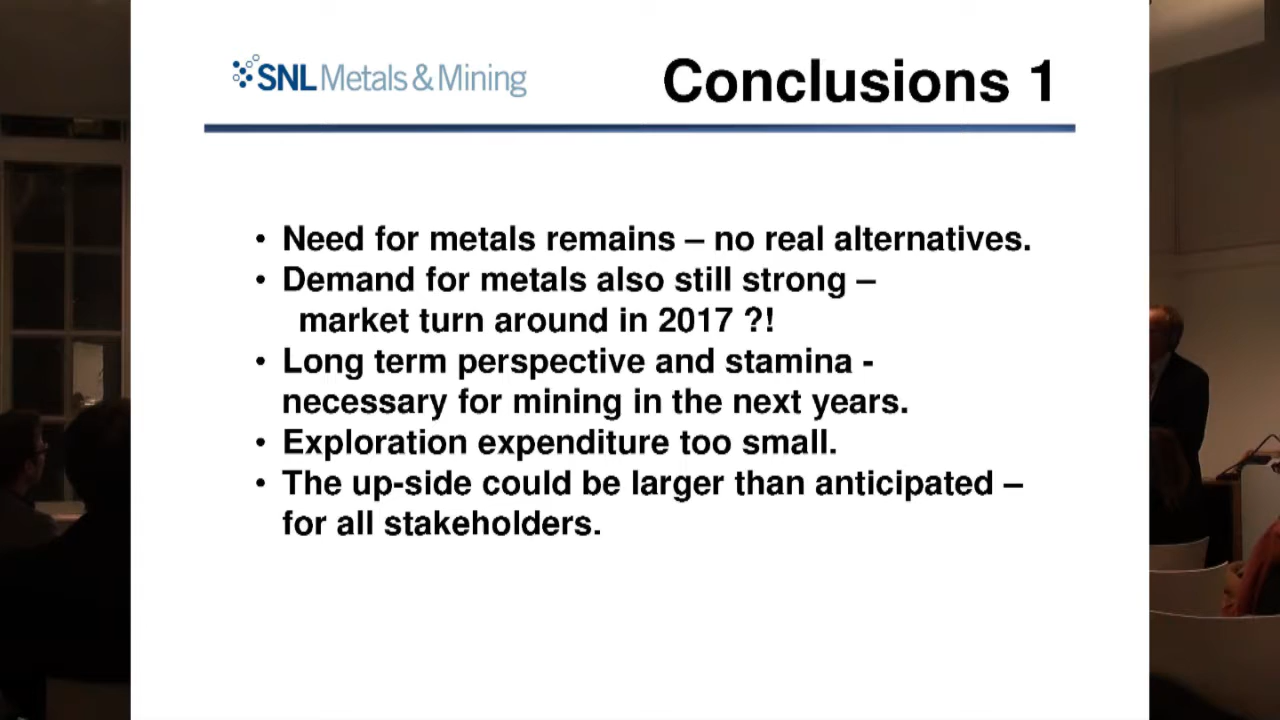 SNL Metals & Mining
Conclusions 1
• Need for metals remains – no real alternatives.
• Demand for metals also still strong –
market turn around in 2017 ?!
• Long term perspective and stamina -
necessary for mining in the next years.
• Exploration expenditure too small.
• The up-side could be larger than anticipated –
for all stakeholders.